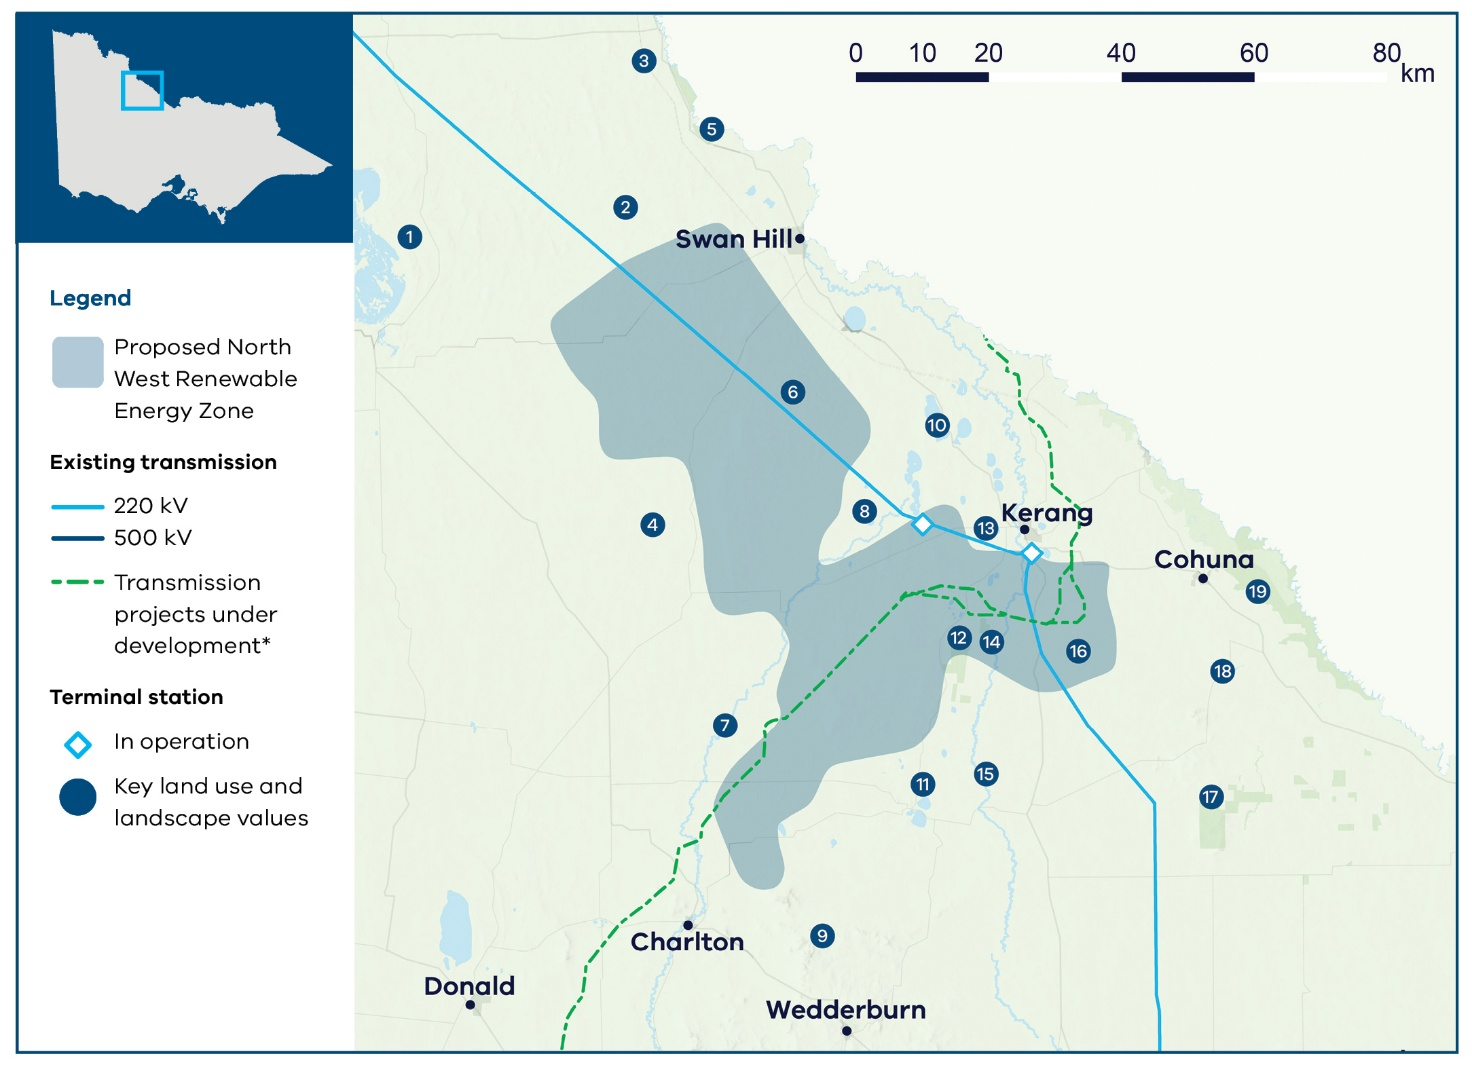 0 10 20 40 60 80 km
3
5
2
1
Swan Hill
Legend
Proposed North
West Renewable
Energy Zone
6
10
Existing transmission
220 kV
500 kV
8
4
13
Kerang
Cohuna
19
Transmission
projects under
development*
12
14
16
18
Terminal station
7
In operation
15
11
17
Key land use and
landscape values
9
Charlton
Donald
Wedderburn